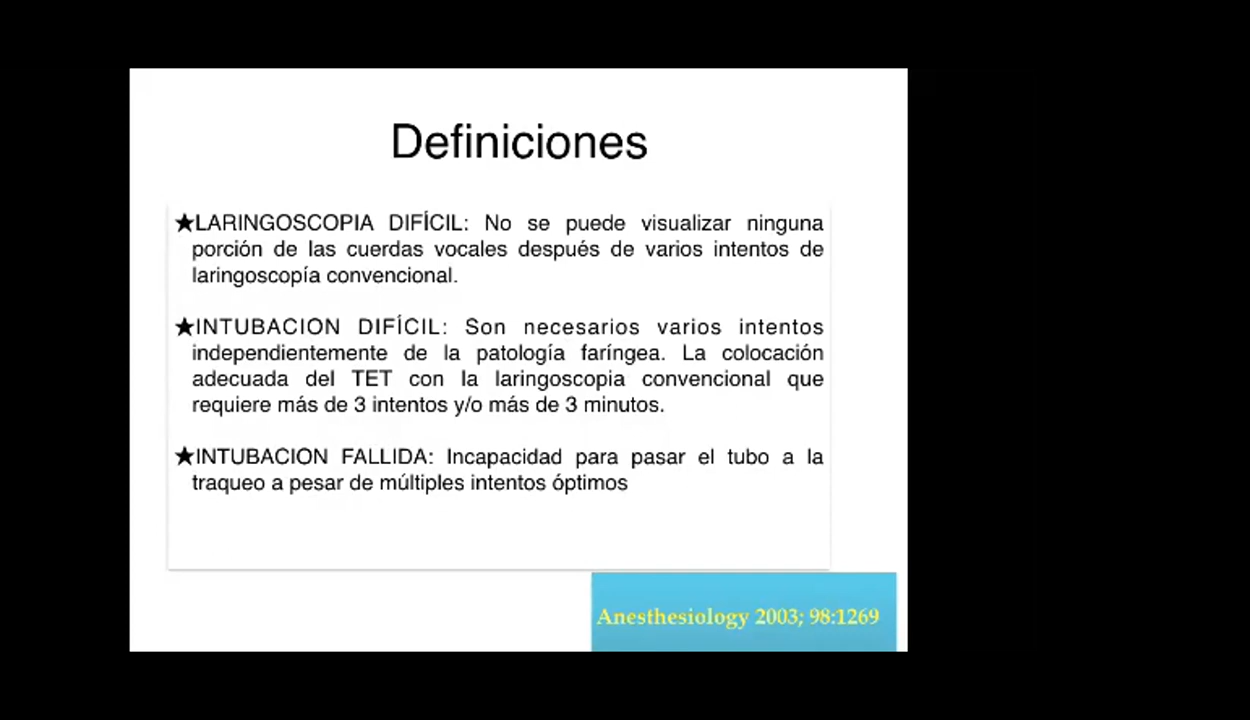 Definiciones
★LARINGOSCOPIA DIFÍCIL: No se puede visualizar ninguna
porción de las cuerdas vocales después de varios intentos de
laringoscopía convencional.
★INTUBACION DIFÍCIL: Son necesarios varios intentos
independientemente de la patología faríngea. La colocación
adecuada del TET con la laringoscopia convencional que
requiere más de 3 intentos y/o más de 3 minutos.
★INTUBACION FALLIDA: Incapacidad para pasar el tubo a la
traqueo a pesar de múltiples intentos óptimos
Anesthesiology 2003; 98:1269